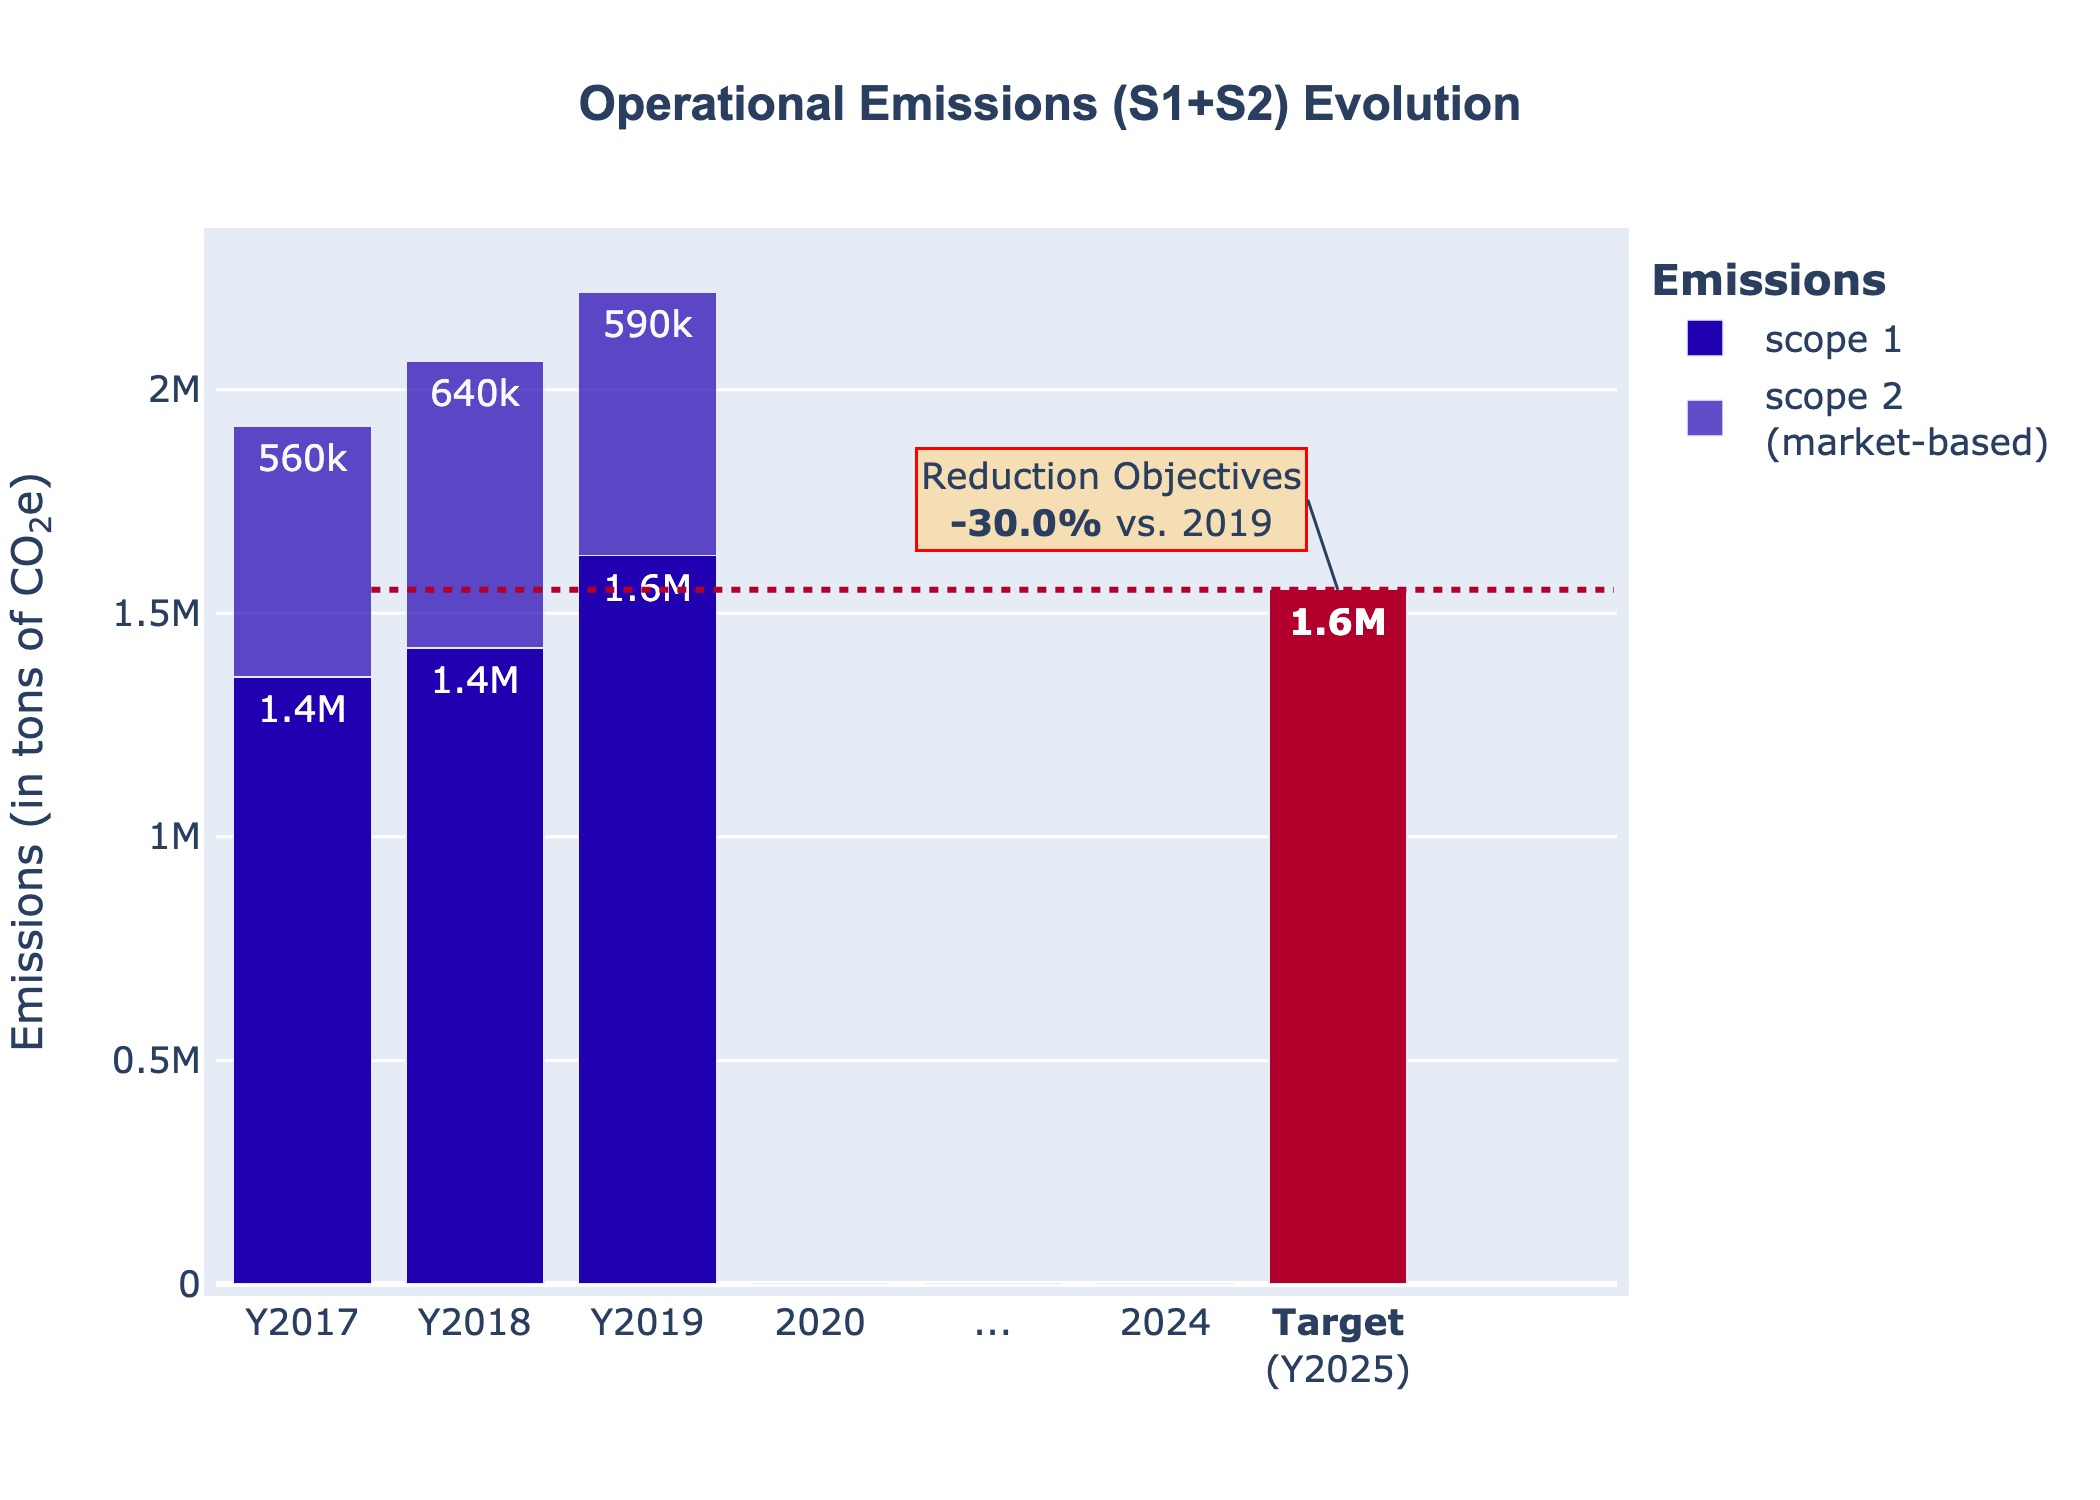 Operational Emissions (S1+S2) Evolution
Emissions (in tons of CO₂e)
2M
1.5M
1M
0.5M
0
560k
1.4M
640k
1.4M
590k
1.6M
Reduction Objectives
-30.0% vs. 2019
1.6M
Y2017
Y2018
Y2019
2020
...
2024
Target
(Y2025)
Emissions
scope 1
scope 2
(market-based)